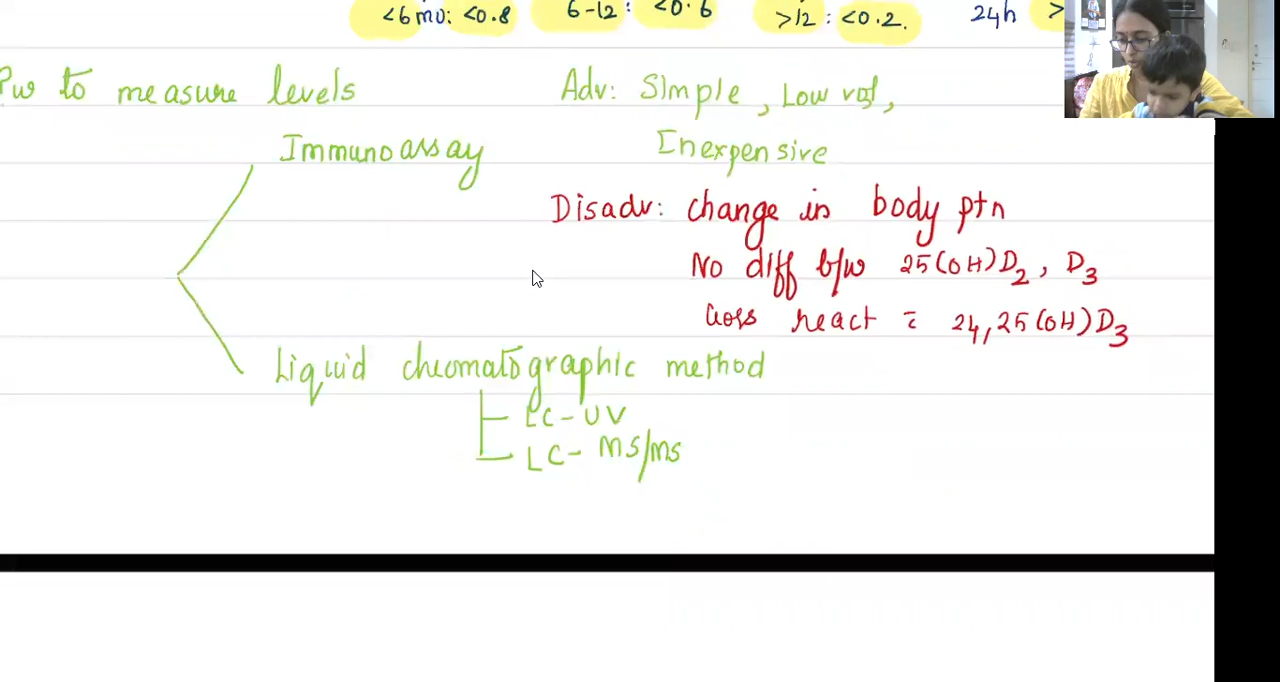 <6 mo: <0.8 6-12 : <0.6 >12 : <0.2. 24h >
to measure levels Adv: Simple, Low vol,
Immunoassay Inexpensive
Disadv: change in body ptn
No diff b/w 25(OH)D₂, D₃
Cross react c̄ 24,25(OH)D₃
Liquid chromatographic method
LC-UV
LC-MS/MS